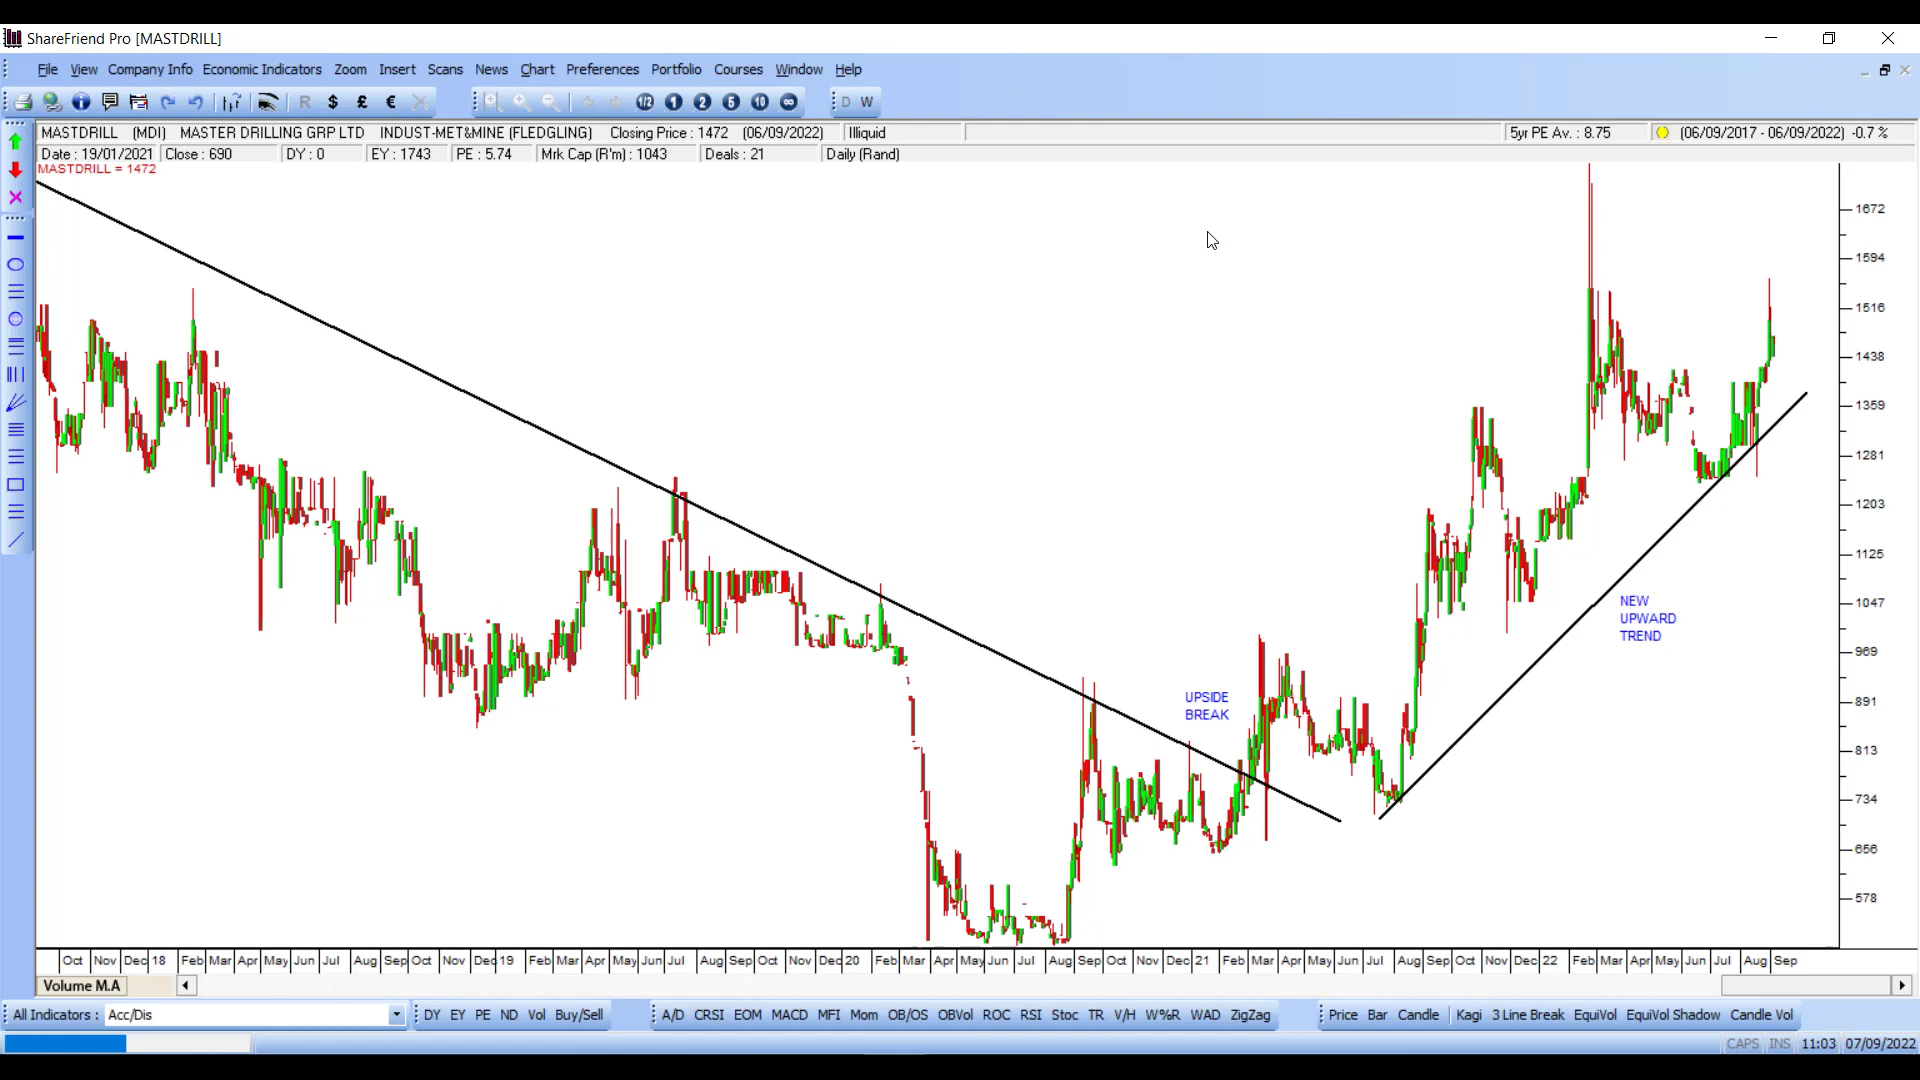 ShareFriend Pro [MASTDRILL]
File View Company Info Economic Indicators Zoom Insert Scans News Chart Preferences Portfolio Courses Window Help
R $ £ € 1/2 1 2 5 10 ∞ D W
MASTDRILL (MDI) MASTER DRILLING GRP LTD INDUST-MET&MINE (FLEDGLING) Closing Price : 1472 (06/09/2022) Illiquid 5yr PE Av. : 8.75 (06/09/2017 - 06/09/2022) -0.7 %
Date : 19/01/2021 Close : 690 DY : 0 EY : 1743 PE : 5.74 Mrk Cap (R'm) : 1043 Deals : 21 Daily (Rand)
MASTDRILL = 1472
1672
1594
1516
1438
1359
1281
1203
1125
1047
969
891
813
734
656
578
NEW
UPWARD
TREND
UPSIDE
BREAK
Oct Nov Dec 18 Feb Mar Apr May Jun Jul Aug Sep Oct Nov Dec 19 Feb Mar Apr May Jun Jul Aug Sep Oct Nov Dec 20 Feb Mar Apr May Jun Jul Aug Sep Oct Nov Dec 21 Feb Mar Apr May Jun Jul Aug Sep Oct Nov Dec 22 Feb Mar Apr May Jun Jul Aug Sep
Volume M.A
All Indicators : Acc/Dis DY EY PE ND Vol Buy/Sell A/D CRSI EOM MACD MFI Mom OB/OS OBVol ROC RSI Stoc TR V/H W%R WAD ZigZag Price Bar Candle Kagi 3 Line Break EquiVol EquiVol Shadow Candle Vol
CAPS INS 11:03 07/09/2022